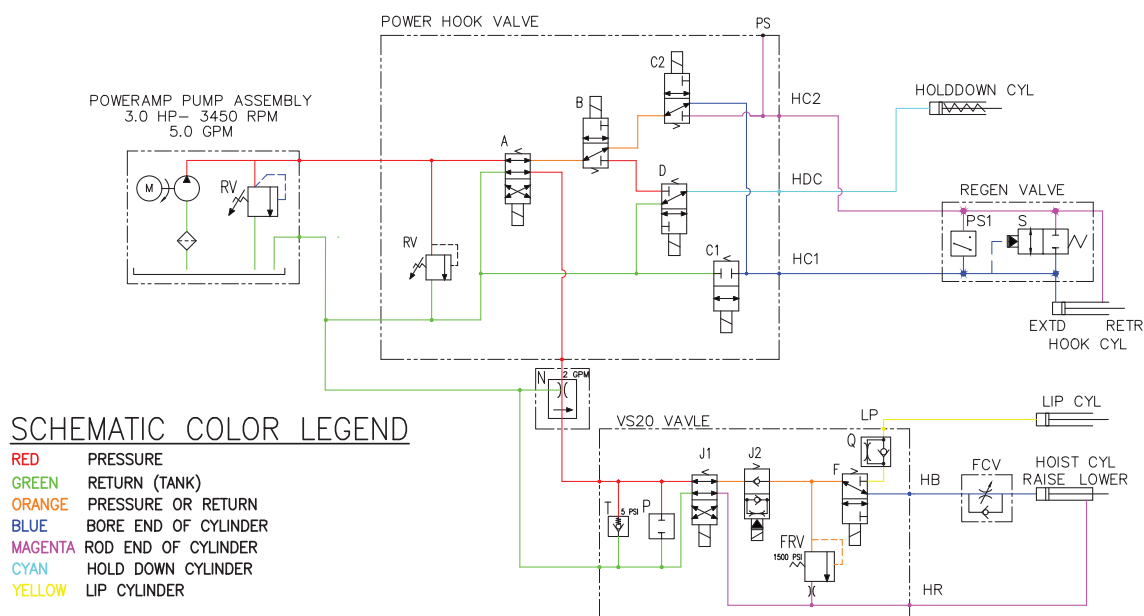 POWER HOOK VALVE
PS
POWERAMP PUMP ASSEMBLY
3.0 HP- 3450 RPM
5.0 GPM
C2
HC2
HOLDDOWN CYL
B
A
M
RV
D
HDC
REGEN VALVE
PS1
S
RV
C1
HC1
EXTD RETR
HOOK CYL
N
2 GPM
SCHEMATIC COLOR LEGEND
RED PRESSURE
GREEN RETURN (TANK)
ORANGE PRESSURE OR RETURN
BLUE BORE END OF CYLINDER
MAGENTA ROD END OF CYLINDER
CYAN HOLD DOWN CYLINDER
YELLOW LIP CYLINDER
VS20 VAVLE
LP
LIP CYL
Q
J1
J2
F
HB
FCV
HOIST CYL
RAISE LOWER
T
5 PSI
P
FRV
1500 PSI
HR